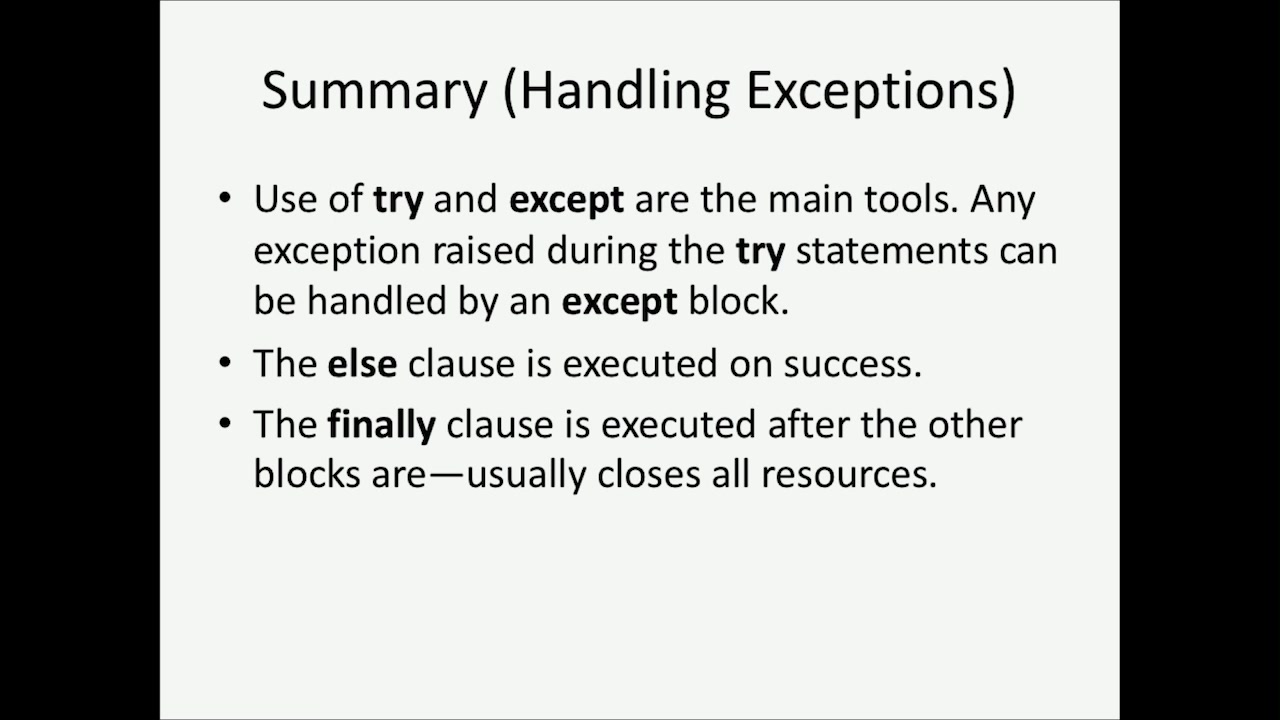 Summary (Handling Exceptions)
• Use of try and except are the main tools. Any
exception raised during the try statements can
be handled by an except block.
• The else clause is executed on success.
• The finally clause is executed after the other
blocks are—usually closes all resources.